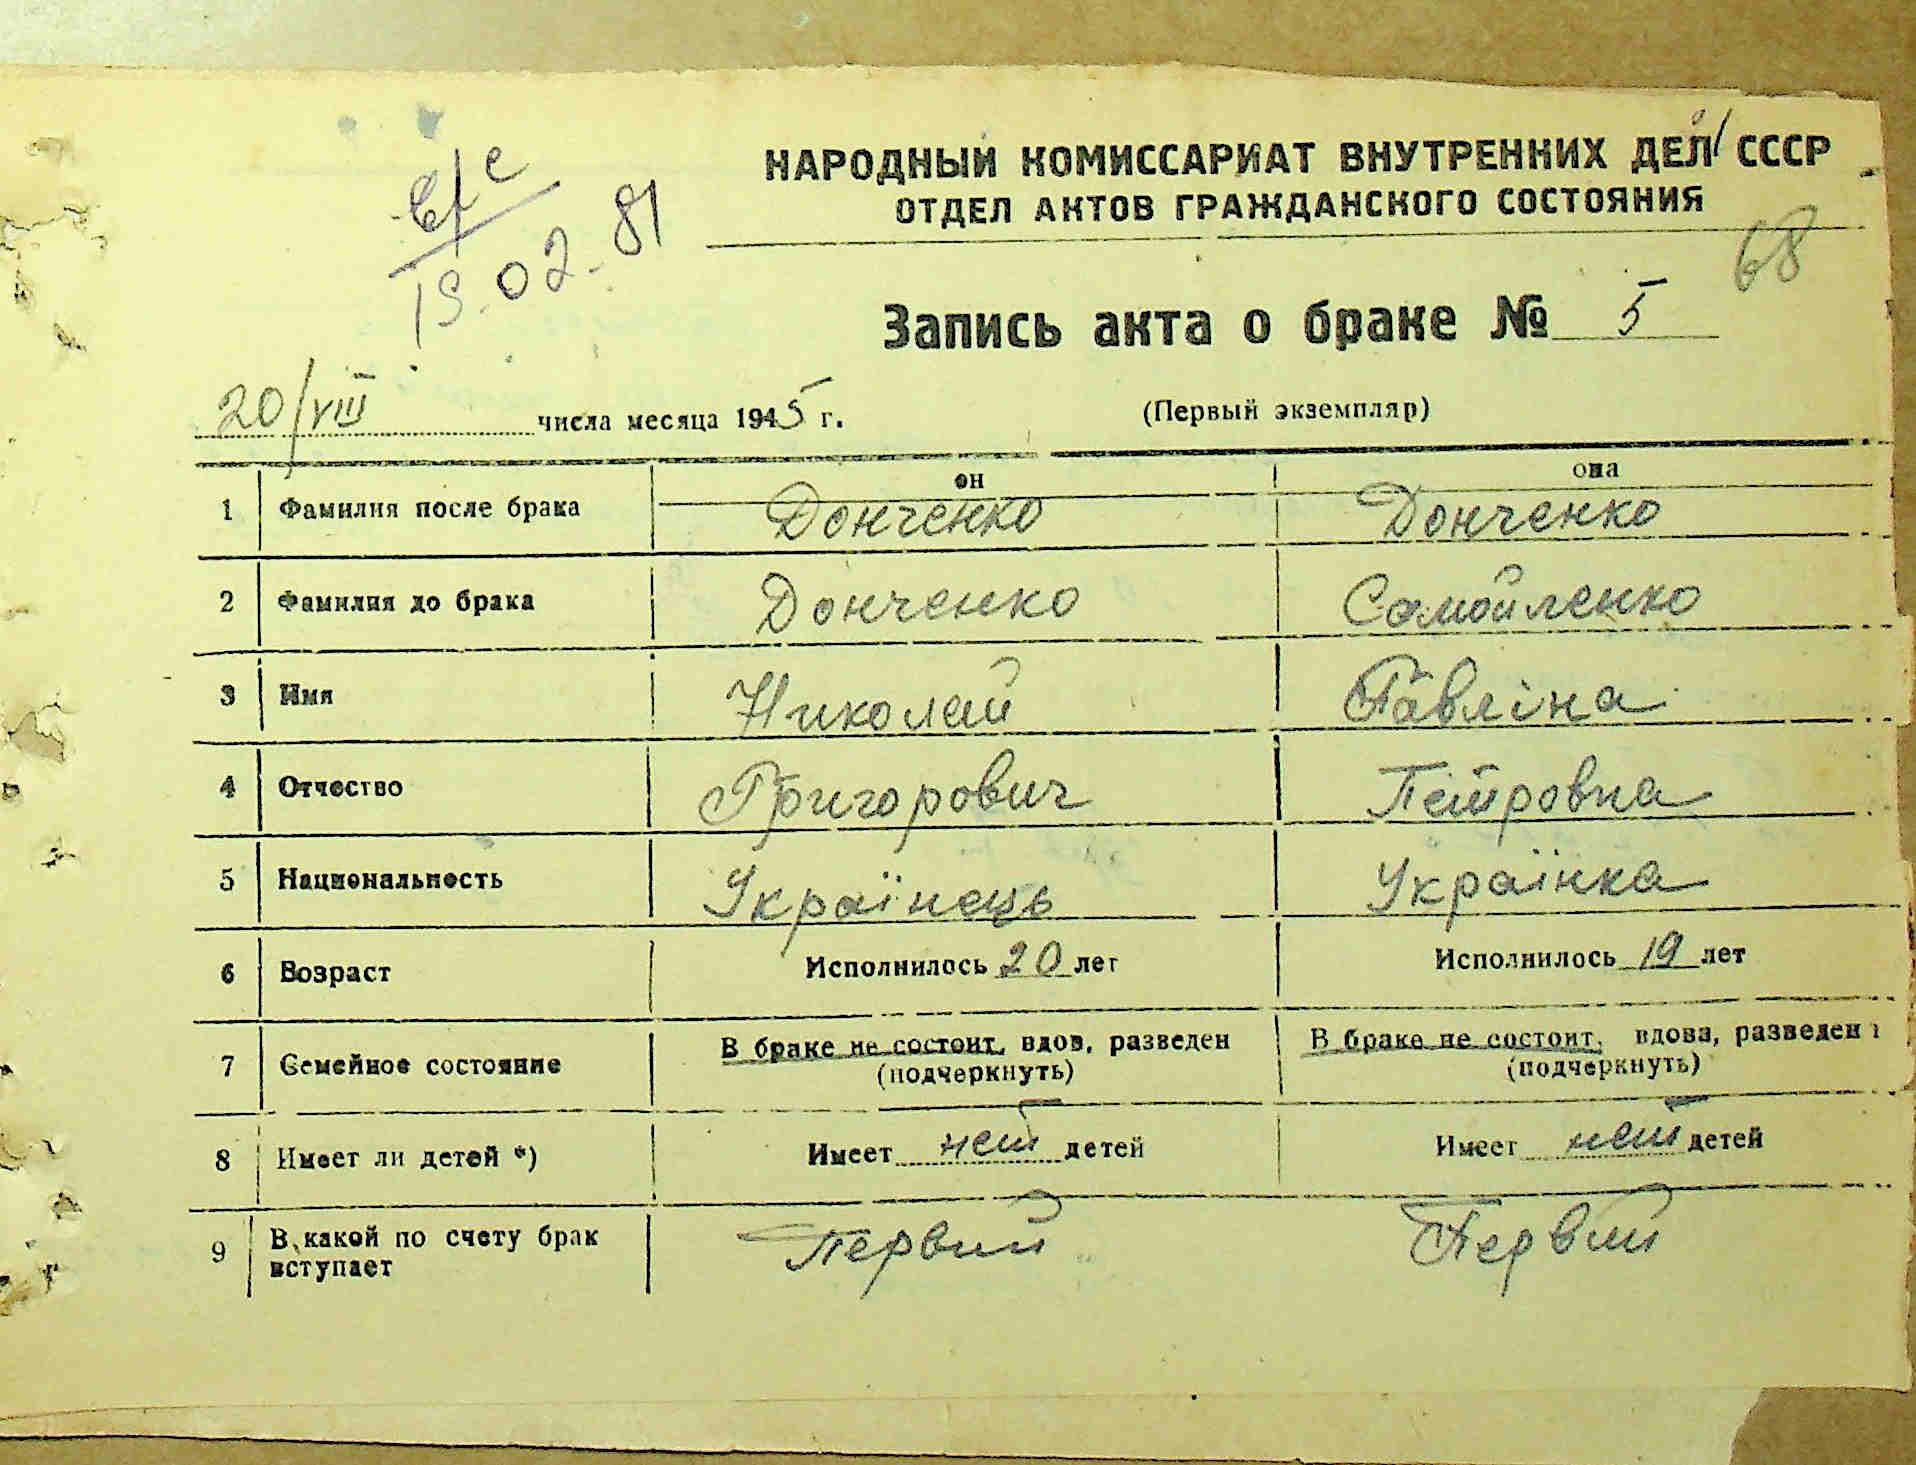 НАРОДНЫЙ КОМИССАРИАТ ВНУТРЕННИХ ДЕЛ СССР
ОТДЕЛ АКТОВ ГРАЖДАНСКОГО СОСТОЯНИЯ
02-81
68
Запись акта о браке № 5
20/VIII числа месяца 1945 г. (Первый экземпляр)
он она
1 Фамилия после брака Донченко Донченко
2 Фамилия до брака Донченко Самойленко
3 Имя Николай Павліна
4 Отчество Григорович Петровна
5 Национальность Українець Українка
6 Возраст Исполнилось 20 лет Исполнилось 19 лет
7 Семейное состояние В браке не состоит, вдов, разведен В браке не состоит, вдова, разведен
(подчеркнуть) (подчеркнуть)
8 Имеет ли детей *) Имеет нет детей Имеет нет детей
9 В какой по счету брак Первий Первий
вступает